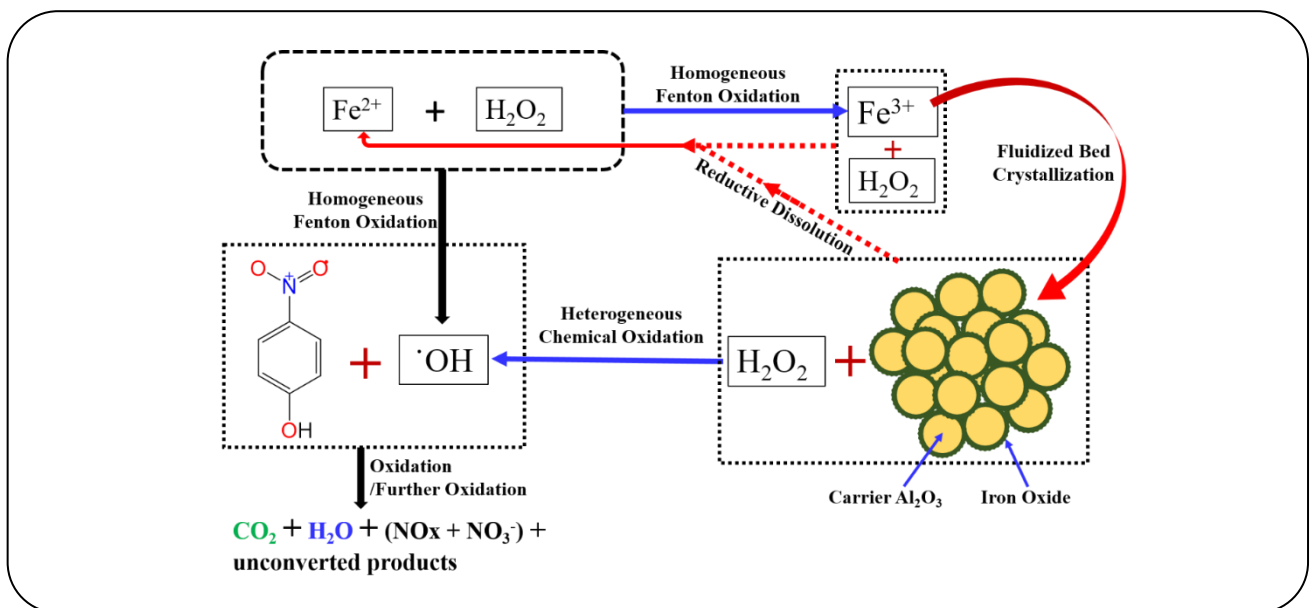 Homogeneous
Fenton Oxidation
Fe²⁺ + H₂O₂
Fe³⁺
+
H₂O₂
Fluidized Bed
Crystallization
Reductive Dissolution
Homogeneous
Fenton Oxidation
O
N⁺
O
OH
+
·OH
Heterogeneous
Chemical Oxidation
H₂O₂ +
Oxidation
/Further Oxidation
Carrier Al₂O₃
Iron Oxide
CO₂ + H₂O + (NOx + NO₃⁻) +
unconverted products